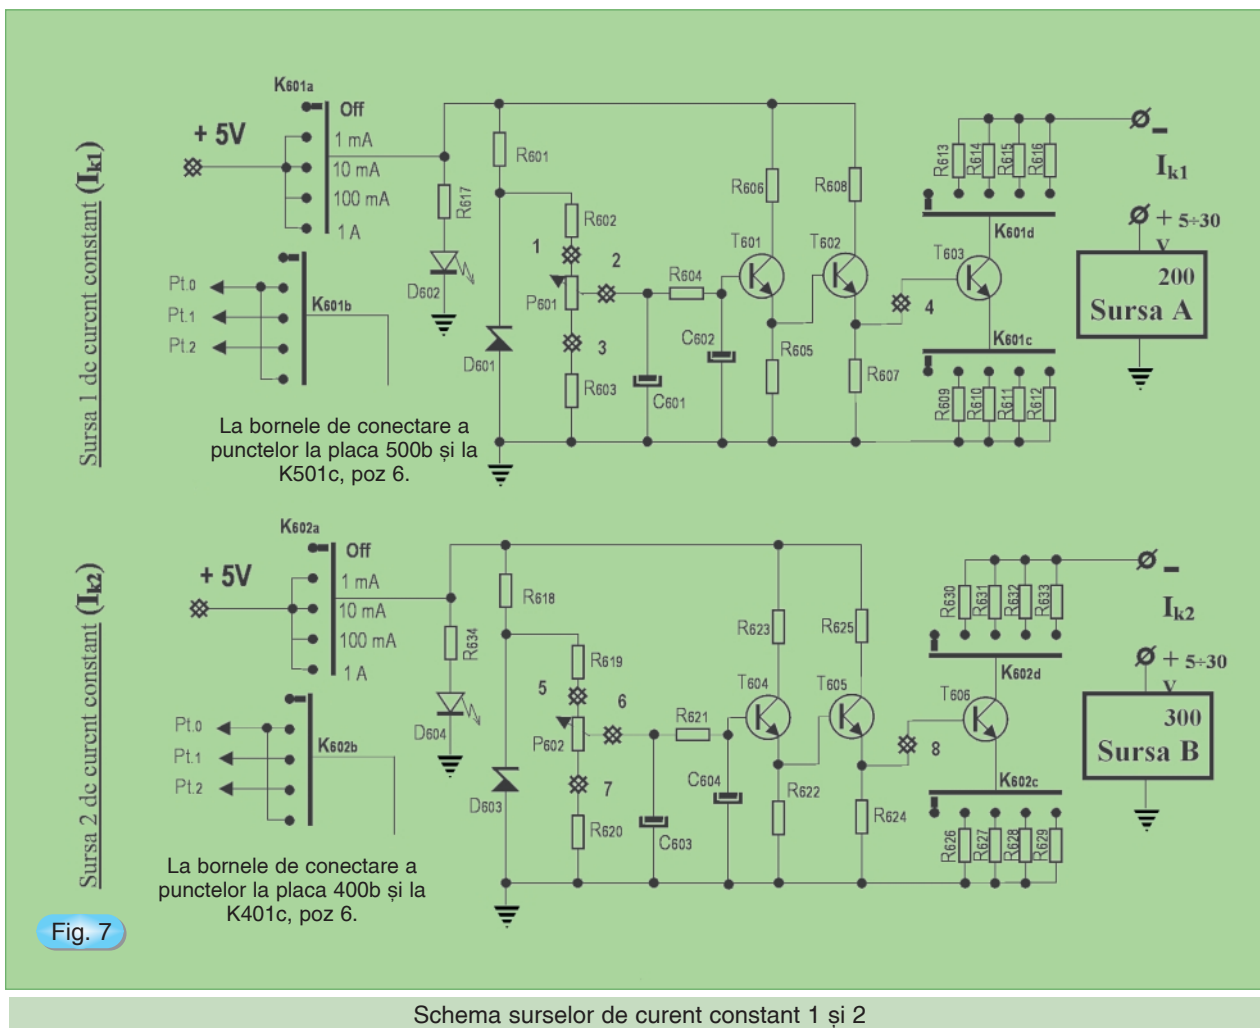 K601a
Off
+ 5V
1 mA
10 mA
100 mA
1 A
Sursa 1 de curent constant (Ik1)
K601b
Pt.0
Pt.1
Pt.2
La bornele de conectare a
punctelor la placa 500b și la
K501c, poz 6.
R617
D602
R601
R602
1
2
P601
3
R603
D601
C601
R604
C602
R606
T601
R605
R608
T602
R607
4
T603
R613
R614
R615
R616
K601d
K601c
R609
R610
R611
R612
-
Ik1
+ 5÷30
V
200
Sursa A
K602a
Off
+ 5V
1 mA
10 mA
100 mA
1 A
Sursa 2 de curent constant (Ik2)
K602b
Pt.0
Pt.1
Pt.2
La bornele de conectare a
punctelor la placa 400b și la
K401c, poz 6.
R634
D604
R618
R619
5
6
P602
7
R620
D603
C603
R621
C604
R623
T604
R622
R625
T605
R624
8
T606
R630
R631
R632
R633
K602d
K602c
R626
R627
R628
R629
-
Ik2
+ 5÷30
V
300
Sursa B
Fig. 7
Schema surselor de curent constant 1 și 2